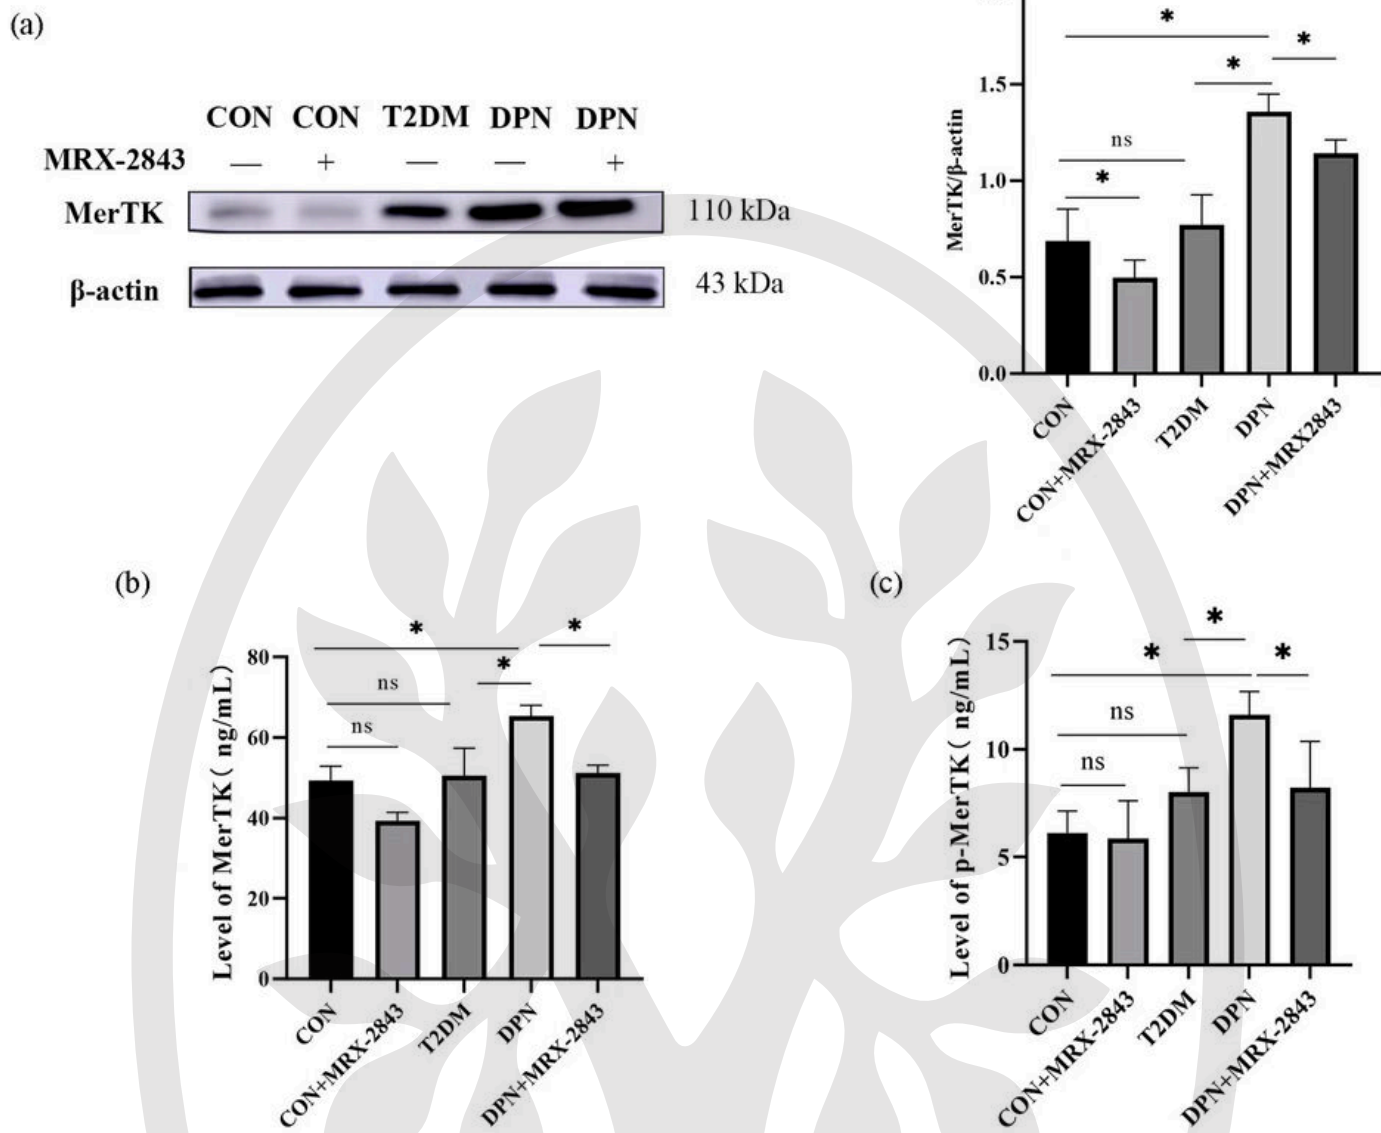 (a)
CON CON T2DM DPN DPN
MRX-2843 — + — — +
MerTK 110 kDa
β-actin 43 kDa
MerTK/β-actin
1.5
1.0
0.5
0.0
*
*
*
ns
*
CON
CON+MRX-2843
T2DM
DPN
DPN+MRX2843
(b)
Level of MerTK( ng/mL)
80
60
40
20
0
*
*
*
ns
ns
CON
CON+MRX-2843
T2DM
DPN
DPN+MRX-2843
(c)
Level of p-MerTK( ng/mL)
15
10
5
0
*
*
*
ns
ns
CON
CON+MRX-2843
T2DM
DPN
DPN+MRX-2843